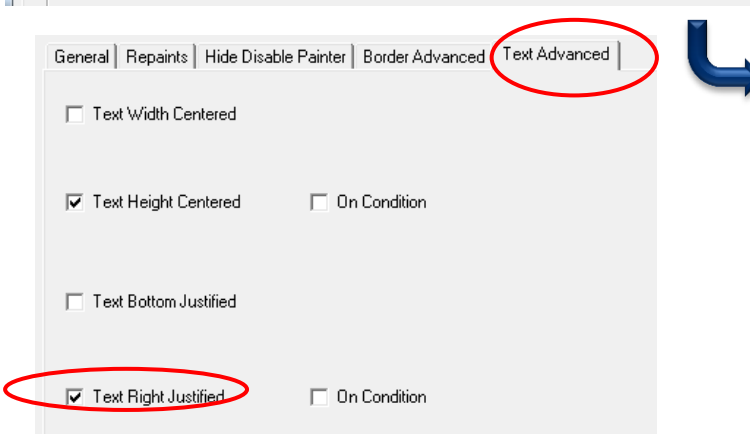 General Repaints Hide Disable Painter Border Advanced Text Advanced
Text Width Centered
Text Height Centered On Condition
Text Bottom Justified
Text Right Justified On Condition